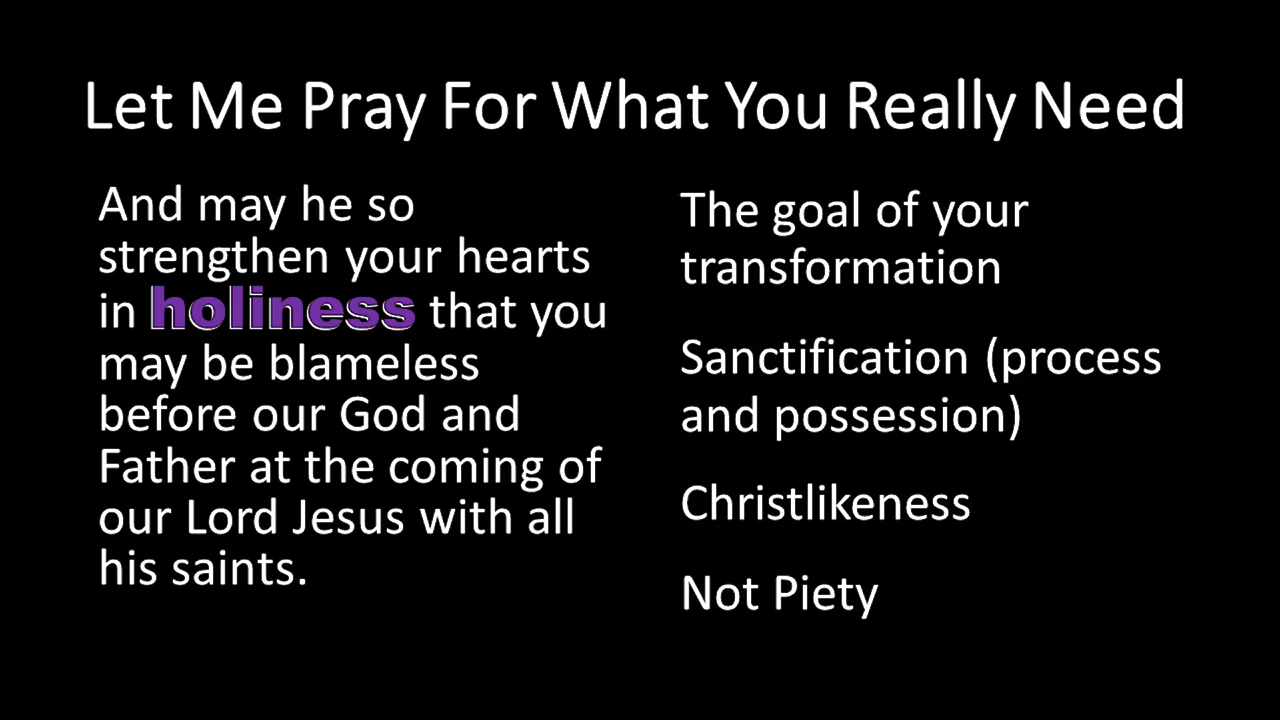 Let Me Pray For What You Really Need
And may he so
strengthen your hearts
in holiness that you
may be blameless
before our God and
Father at the coming of
our Lord Jesus with all
his saints.
The goal of your
transformation
Sanctification (process
and possession)
Christlikeness
Not Piety